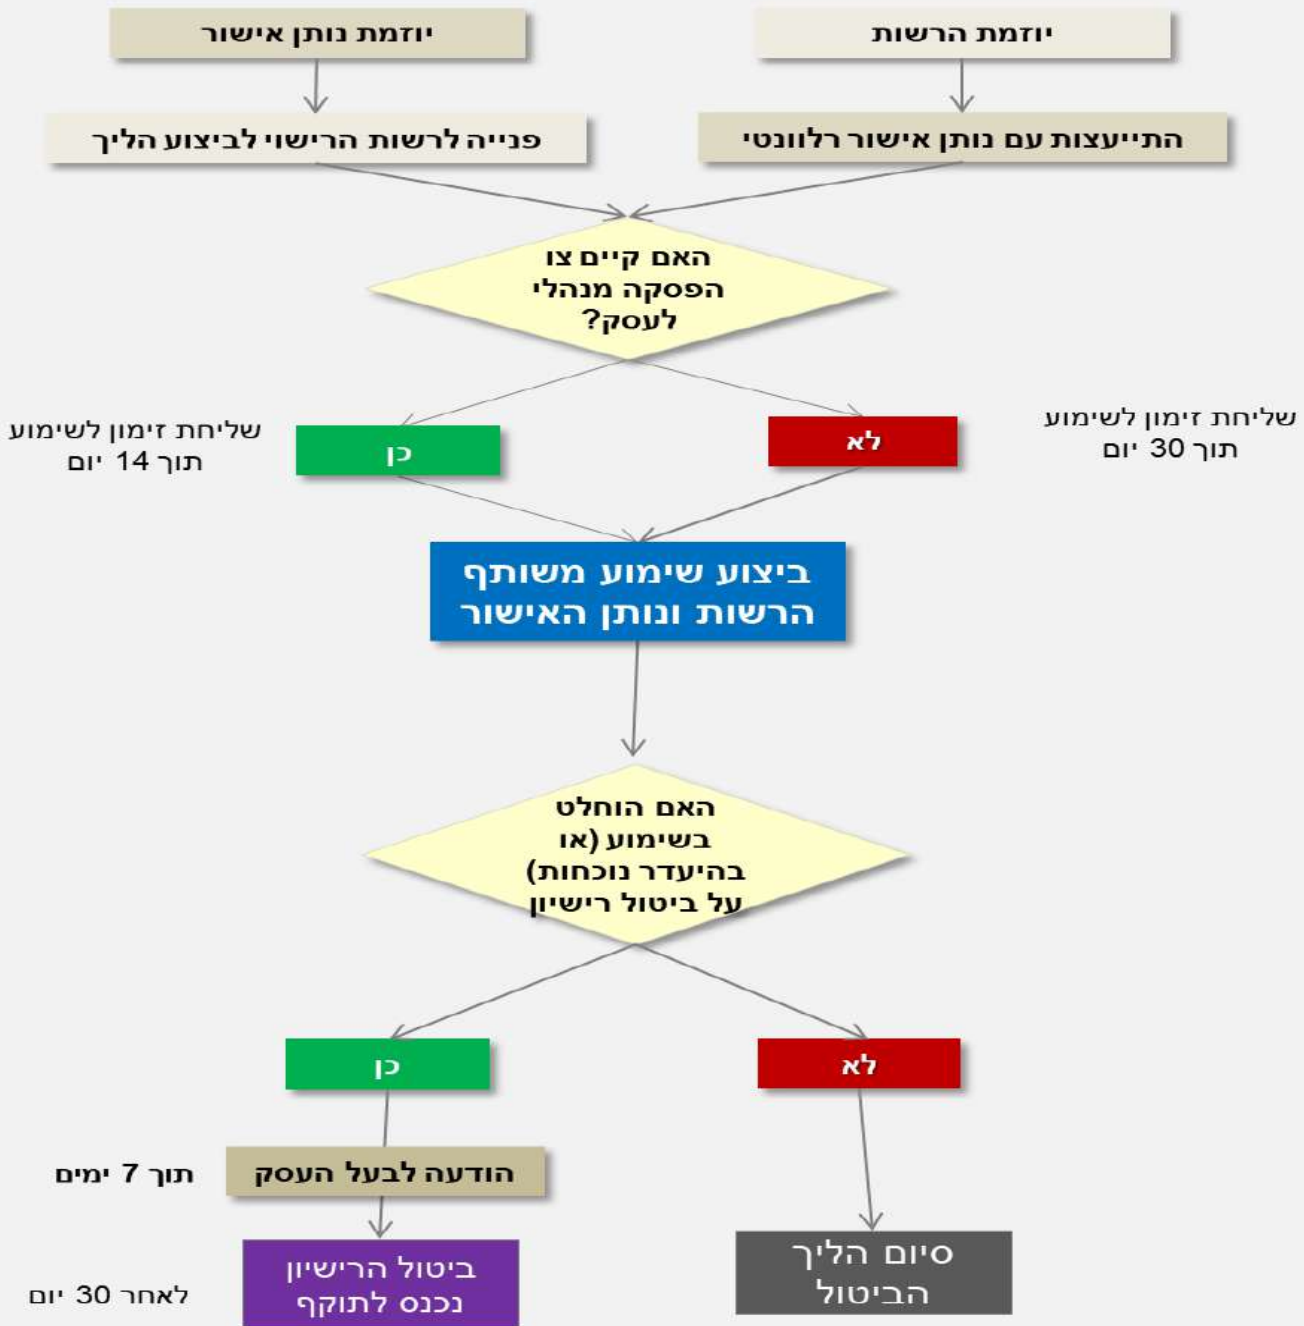 יוזמת הרשות
יוזמת נותן אישור
התייעצות עם נותן אישור רלוונטי
פנייה לרשות הרישוי לביצוע הליך
האם קיים צו
הפסקה מנהלי
לעסק?
שליחת זימון לשימוע
תוך 30 יום
לא
כן
שליחת זימון לשימוע
תוך 14 יום
ביצוע שימוע משותף
הרשות ונותן האישור
האם הוחלט
בשימוע (או
בהיעדר נוכחות)
על ביטול רישיון
לא
כן
הודעה לבעל העסק
תוך 7 ימים
סיום הליך
הביטול
ביטול הרישיון
נכנס לתוקף
לאחר 30 יום